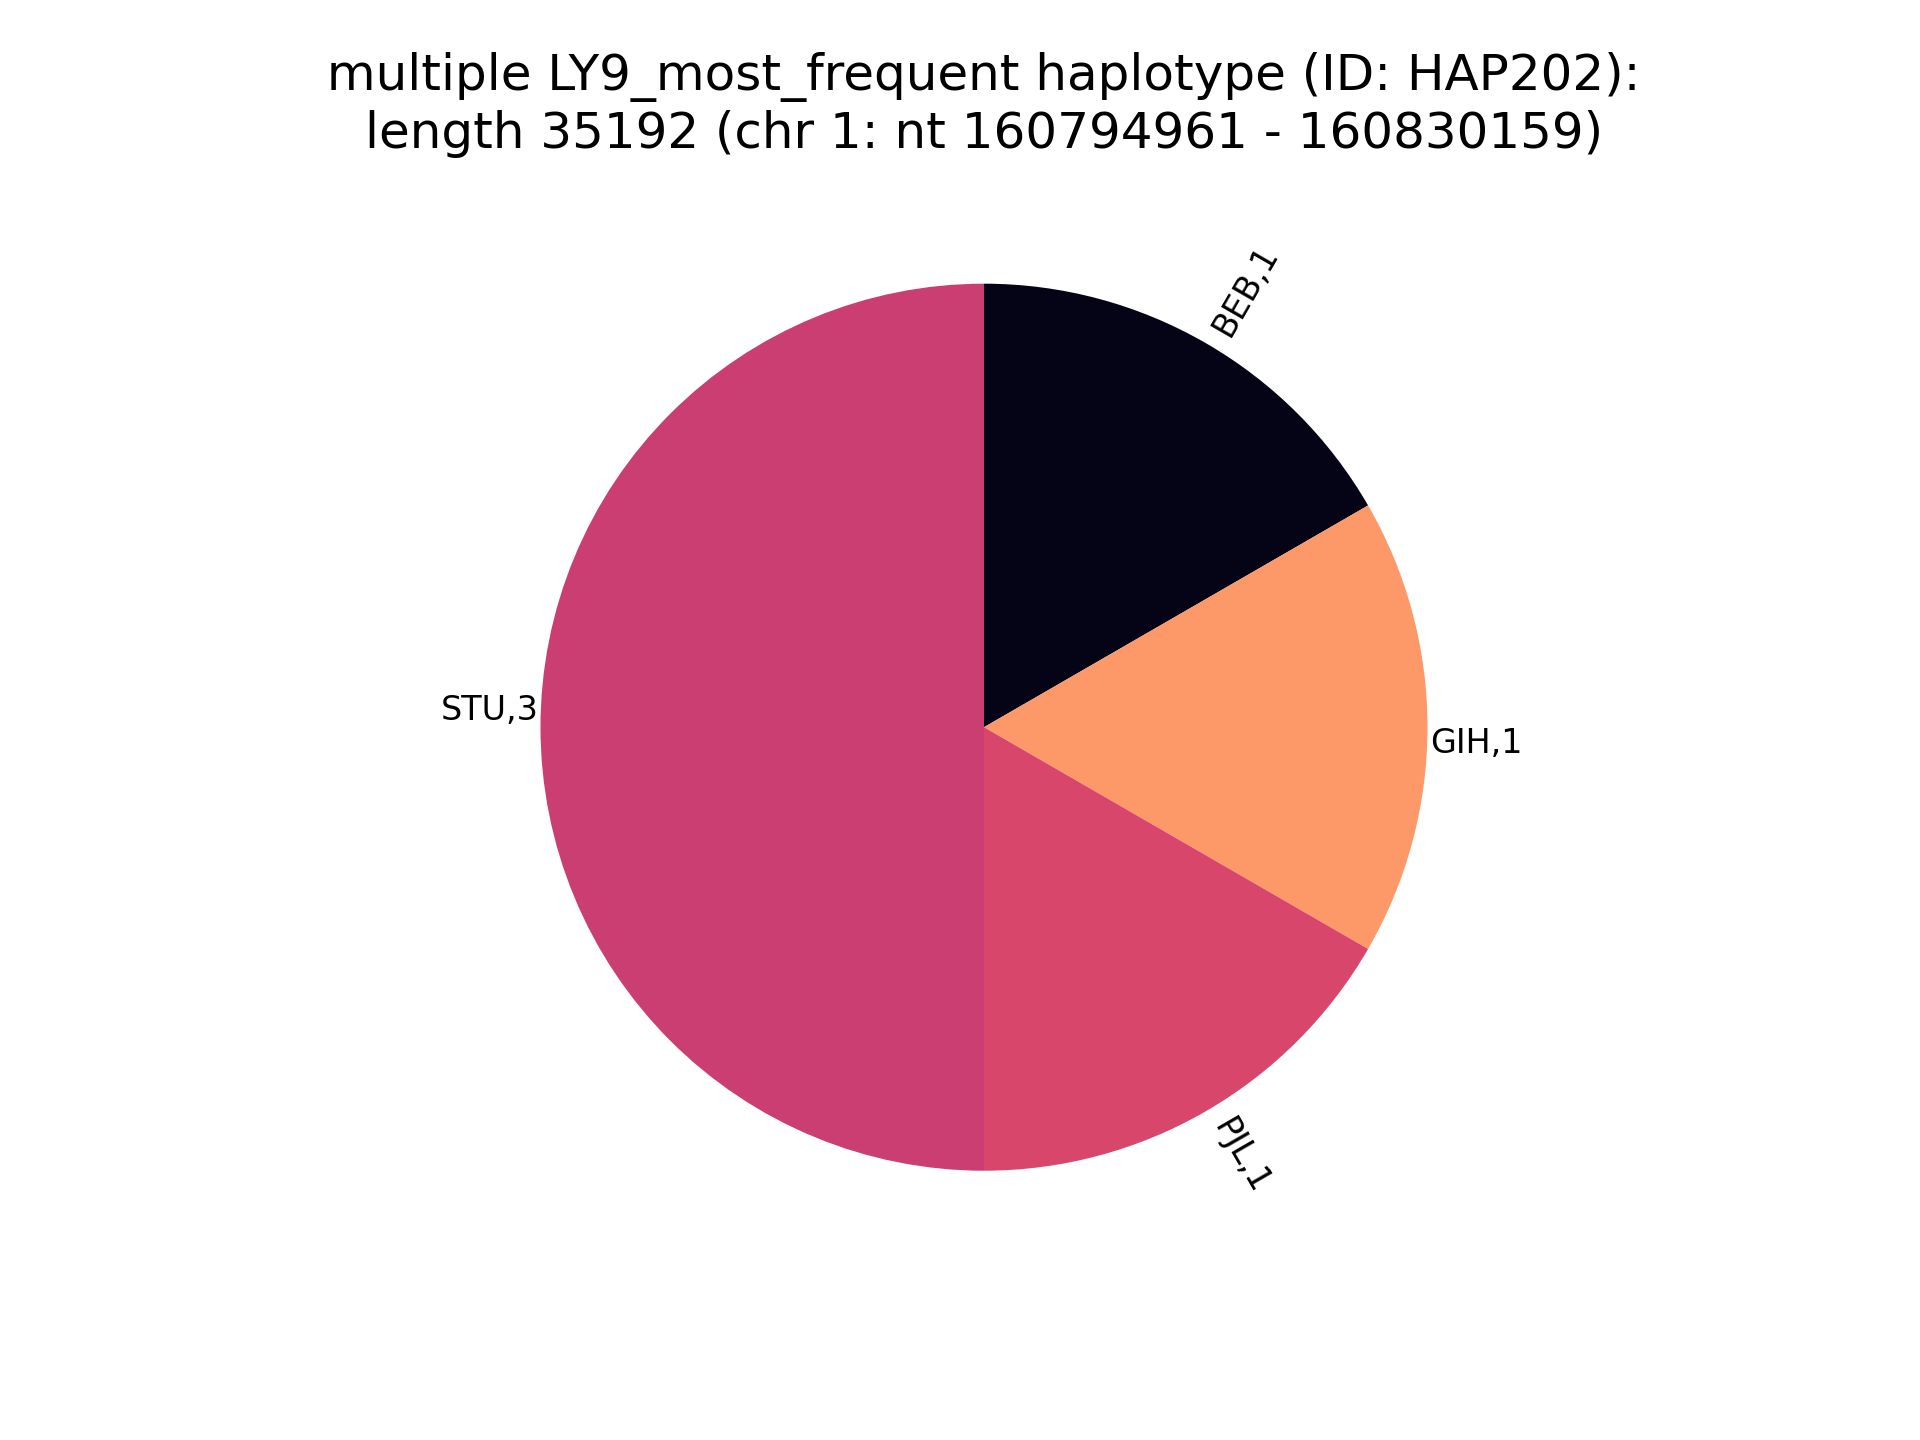 multiple LY9_most_frequent haplotype (ID: HAP202):
length 35192 (chr 1: nt 160794961 - 160830159)
BEB,1
STU,3
GIH,1
PJL,1